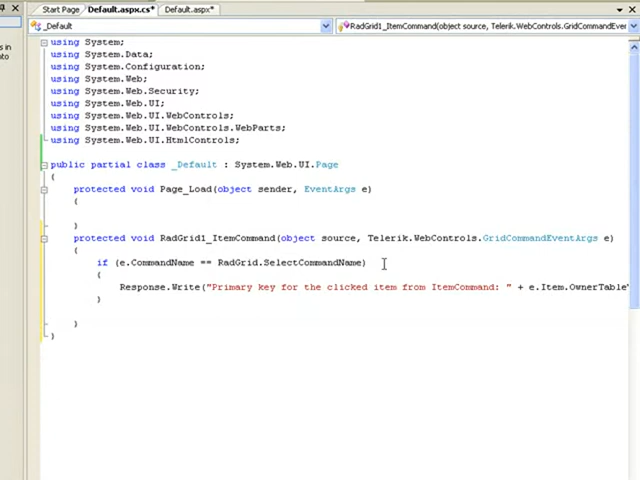 Start Page Default.aspx.cs* Default.aspx*
_Default RadGrid1_ItemCommand(object source, Telerik.WebControls.GridCommandEver
s in
oto
using System;
using System.Data;
using System.Configuration;
using System.Web;
using System.Web.Security;
using System.Web.UI;
using System.Web.UI.WebControls;
using System.Web.UI.WebControls.WebParts;
using System.Web.UI.HtmlControls;
public partial class _Default : System.Web.UI.Page
{
protected void Page_Load(object sender, EventArgs e)
{
}
protected void RadGrid1_ItemCommand(object source, Telerik.WebControls.GridCommandEventArgs e)
{
if (e.CommandName == RadGrid.SelectCommandName)
{
Response.Write("Primary key for the clicked item from ItemCommand: " + e.Item.OwnerTable
}
}
}